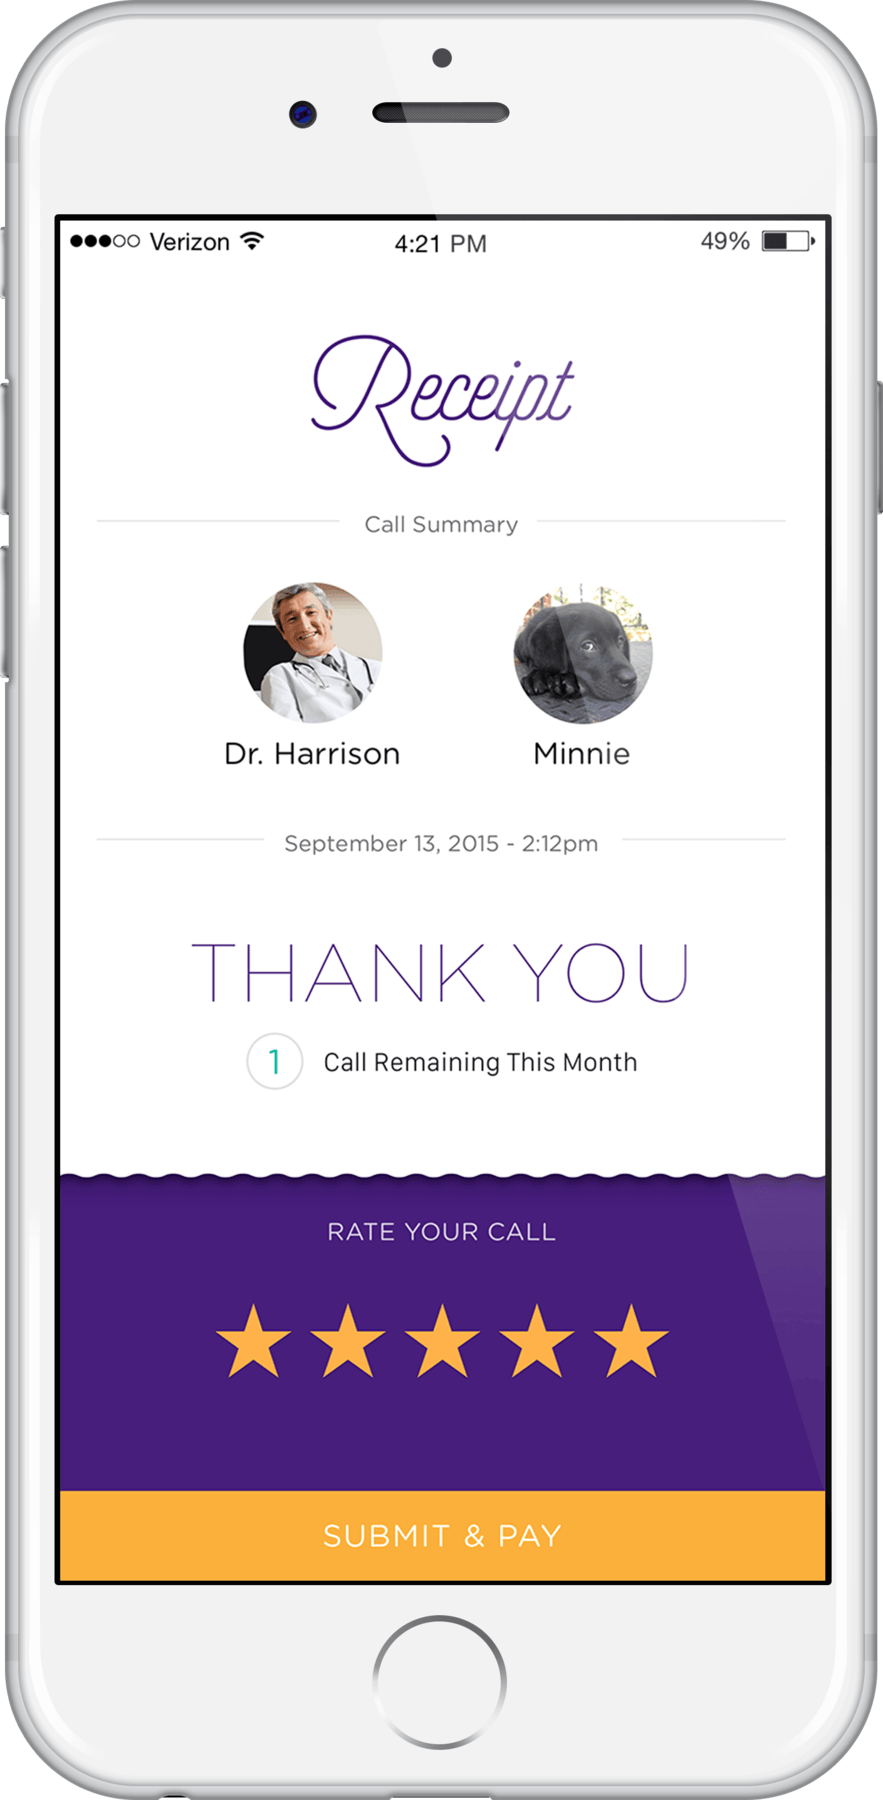 Verizon 4:21 PM 49%
Receipt
Call Summary
Dr. Harrison Minnie
September 13, 2015 - 2:12pm
THANK YOU
1 Call Remaining This Month
RATE YOUR CALL
SUBMIT & PAY